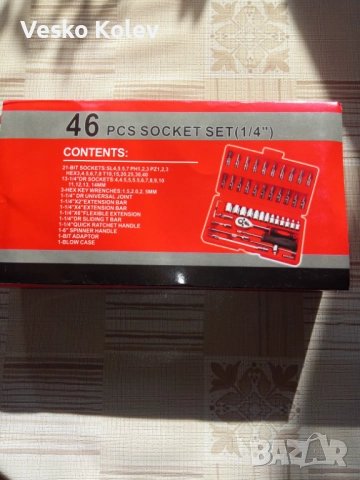 Vesko Kolev
46 PCS SOCKET SET(1/4")
CONTENTS:
21-BIT SOCKETS:SL4,5.5,7 PH1,2,3 PZ1,2,3
HEX3,4,5,6,7,8 T10,15,20,25,30,40
13-1/4"DR SOCKETS:4,4.5,5,5.5,6,7,8,9,10
11,12,13,14MM
3-HEX KEY WRENCHES:1.5,2.0,2.5MM
1-1/4" DR UNIVERSAL JOINT
1-1/4"X2"EXTENSION BAR
1-1/4"X4"EXTENSION BAR
1-1/4"X6"FLEXIBLE EXTENSION
1-1/4"DR SLIDING T BAR
1-1/4"QUICK RATCHET HANDLE
1-6" SPINNER HANDLE
1-BIT ADAPTOR
1-BLOW CASE
BAZAR